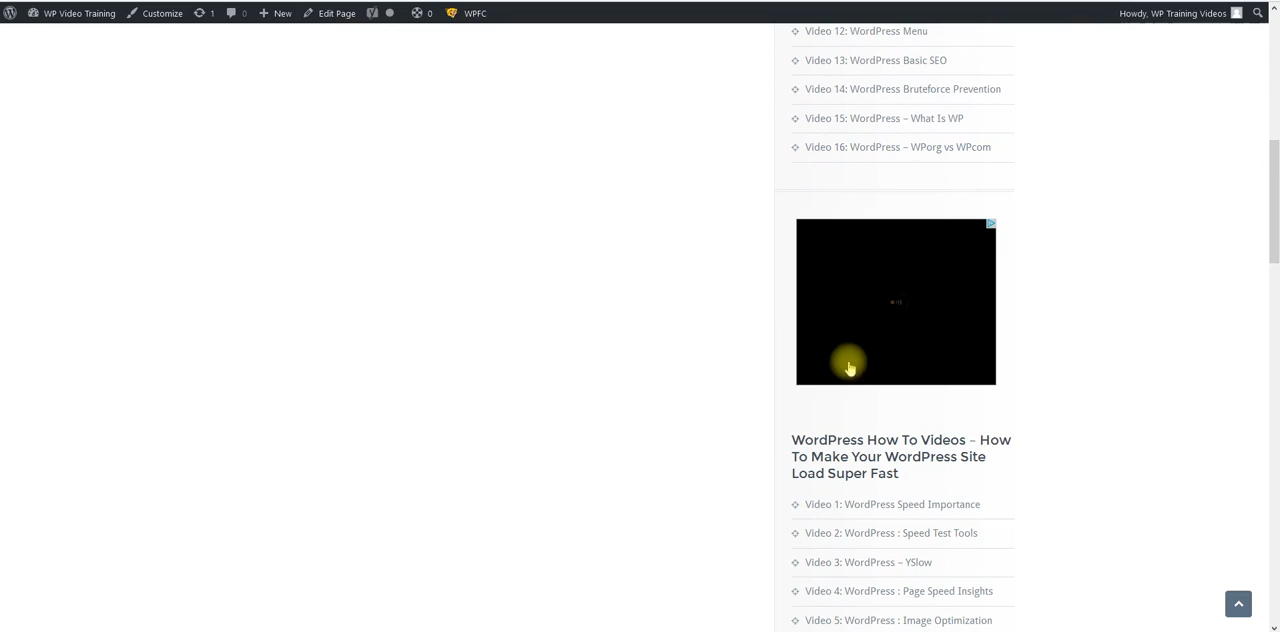 WP Video Training Customize 1 0 New Edit Page 0 WPFC Howdy, WP Training Videos
Video 12: WordPress Menu
Video 13: WordPress Basic SEO
Video 14: WordPress Bruteforce Prevention
Video 15: WordPress – What Is WP
Video 16: WordPress – WPorg vs WPcom
WordPress How To Videos – How
To Make Your WordPress Site
Load Super Fast
Video 1: WordPress Speed Importance
Video 2: WordPress : Speed Test Tools
Video 3: WordPress – YSlow
Video 4: WordPress : Page Speed Insights
Video 5: WordPress : Image Optimization